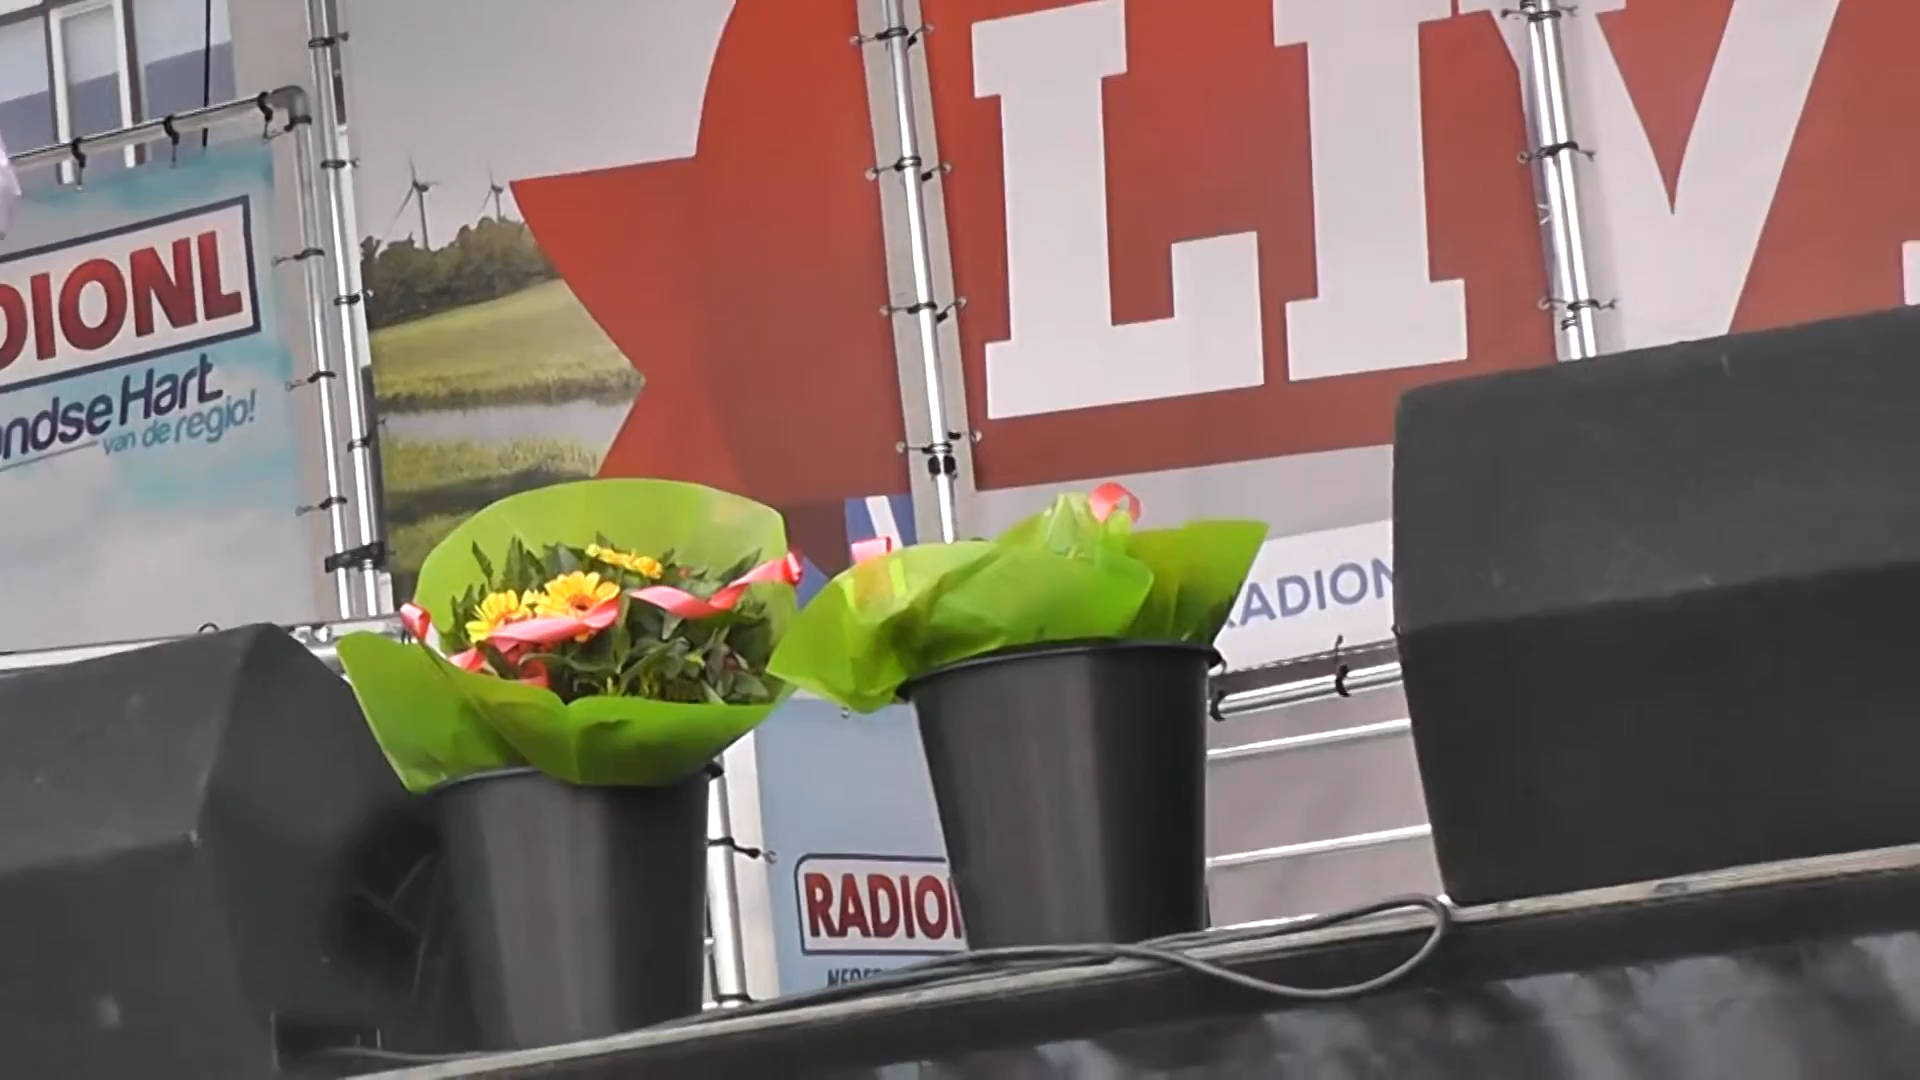 LIV
DIONL
ndse Hart
van de regio!
RADION
RADIO